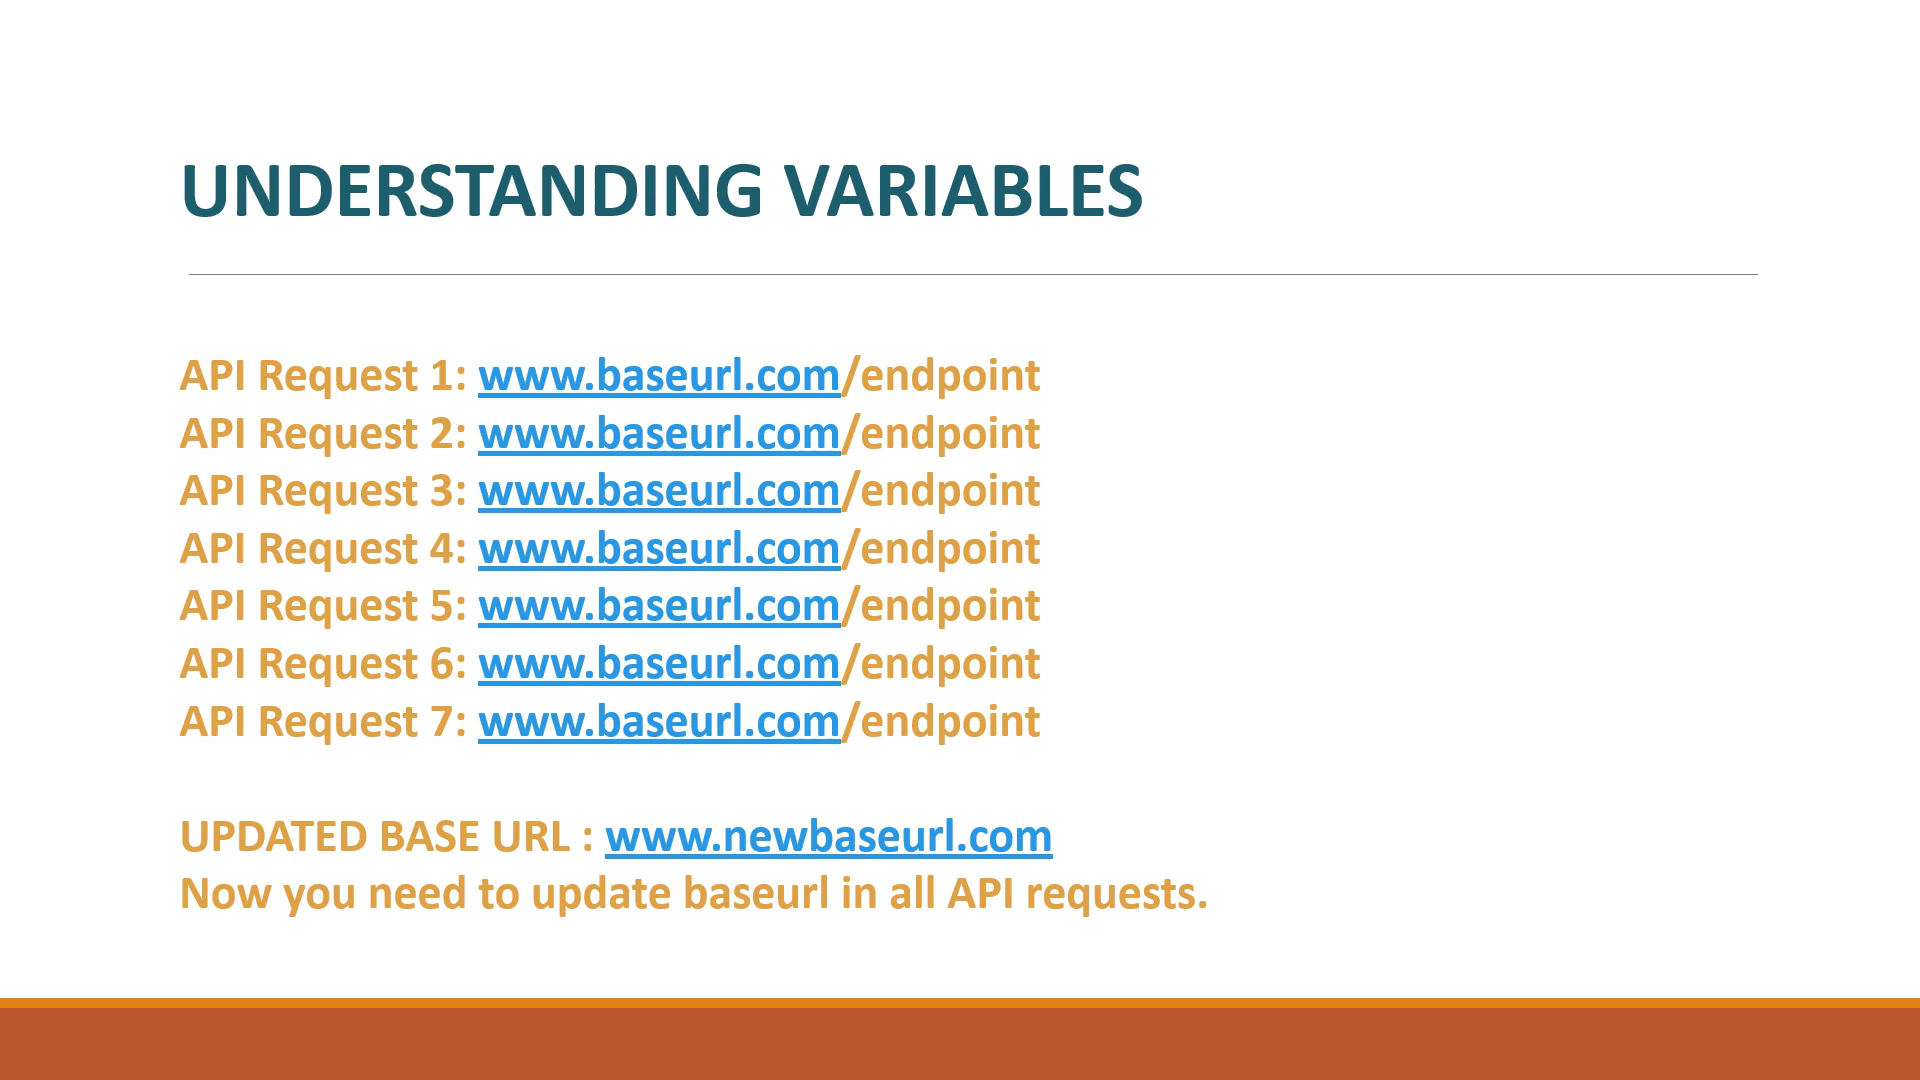 UNDERSTANDING VARIABLES
API Request 1: www.baseurl.com/endpoint
API Request 2: www.baseurl.com/endpoint
API Request 3: www.baseurl.com/endpoint
API Request 4: www.baseurl.com/endpoint
API Request 5: www.baseurl.com/endpoint
API Request 6: www.baseurl.com/endpoint
API Request 7: www.baseurl.com/endpoint
UPDATED BASE URL : www.newbaseurl.com
Now you need to update baseurl in all API requests.